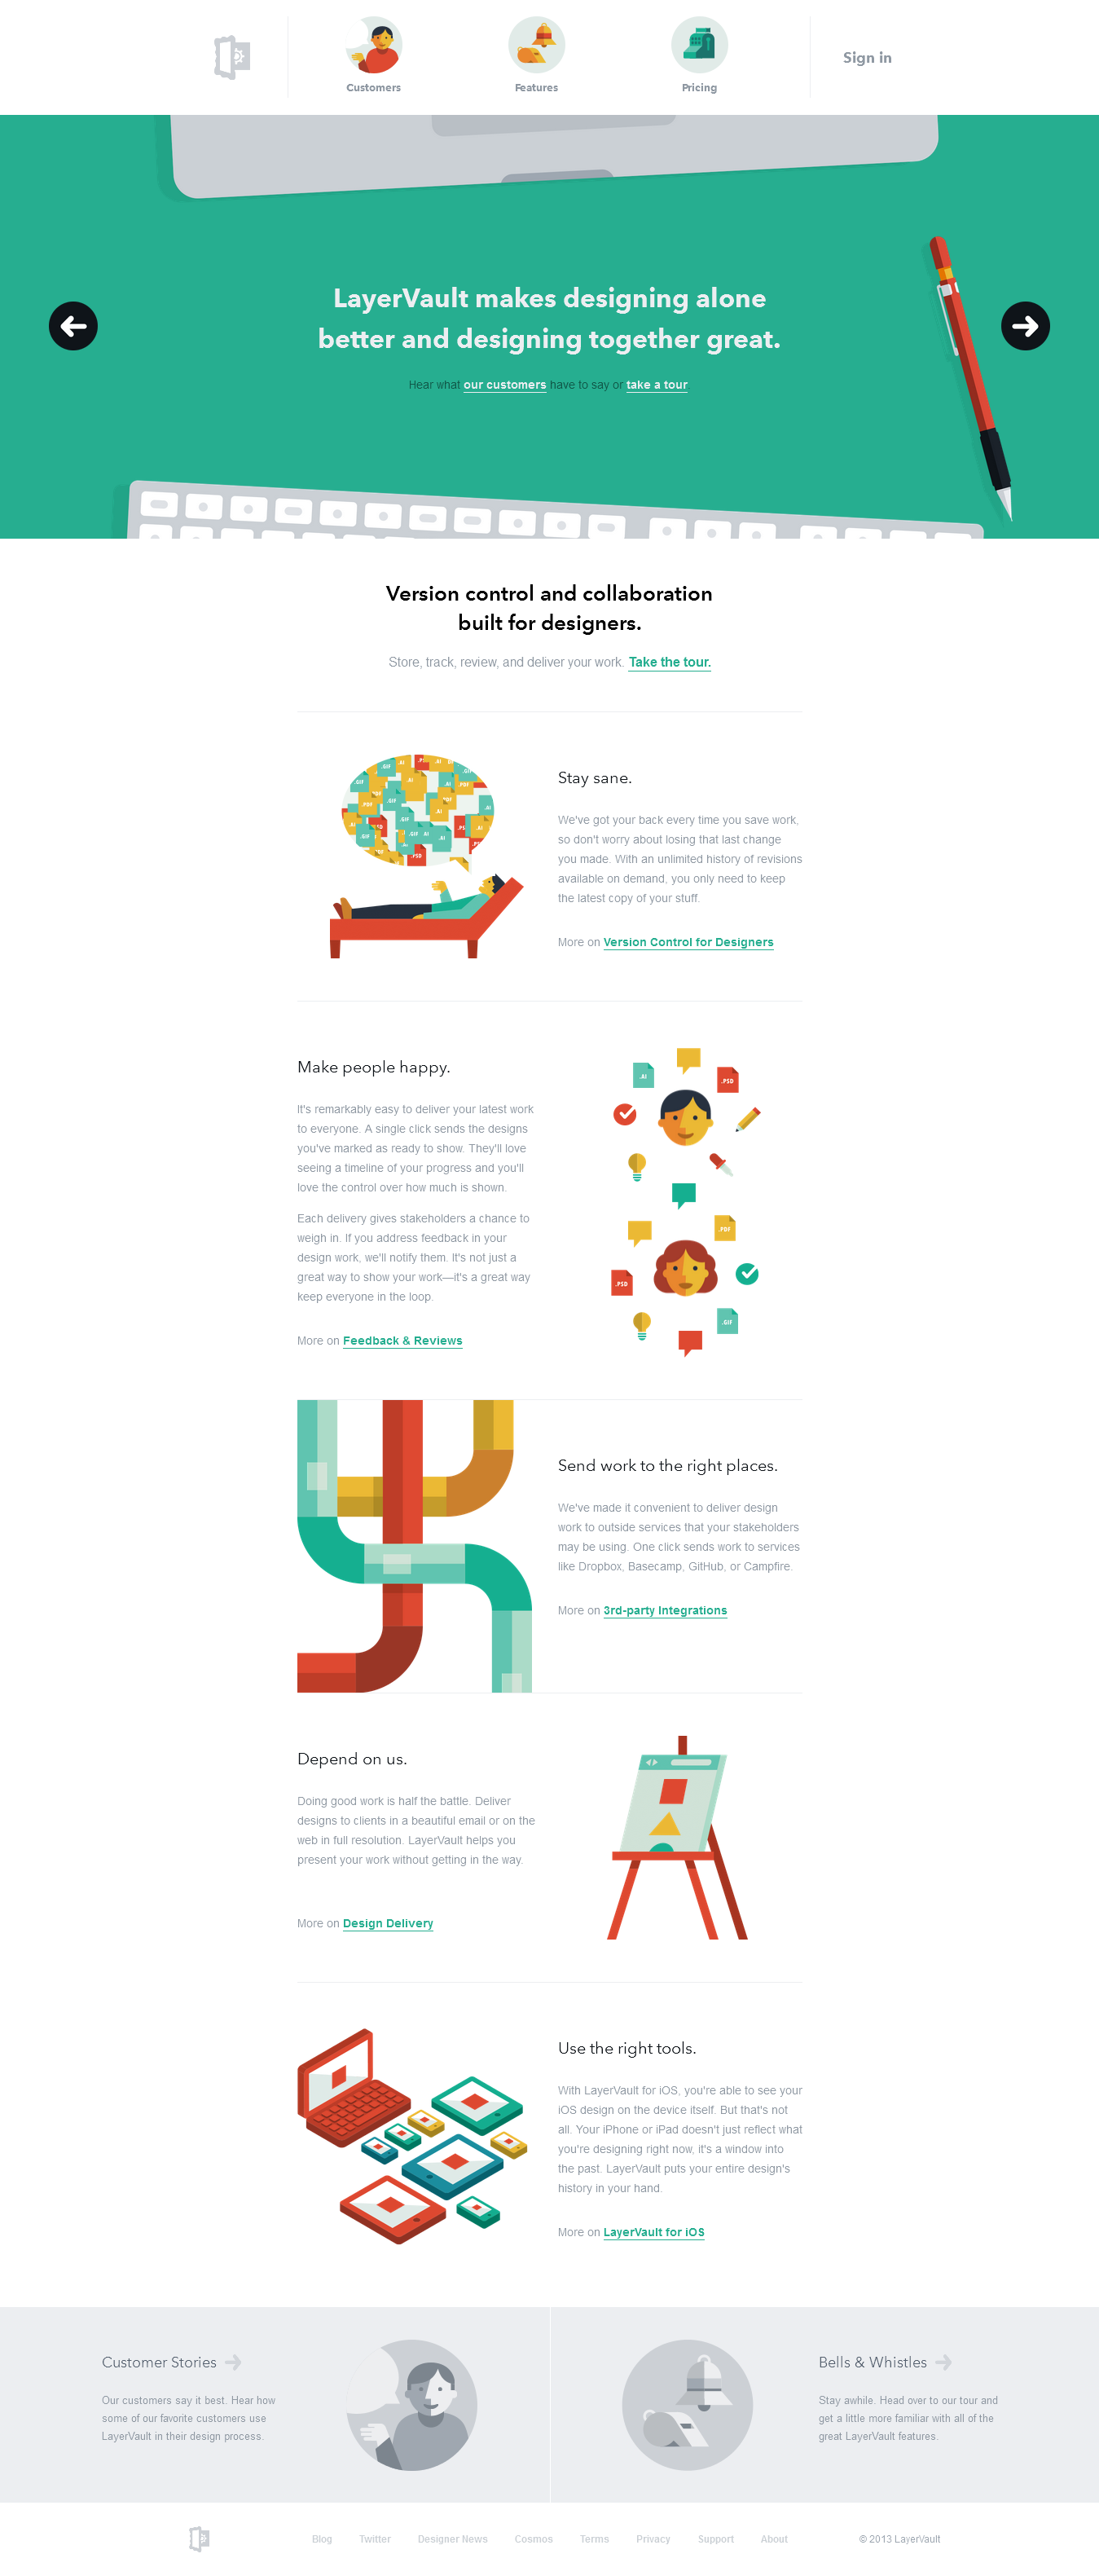 Customers
Features
Pricing
Sign in
LayerVault makes designing alone
better and designing together great.
Hear what our customers have to say or take a tour
Version control and collaboration
built for designers.
Store, track, review, and deliver your work. Take the tour.
Stay sane.
We've got your back every time you save work,
so don't worry about losing that last change
you made. With an unlimited history of revisions
available on demand, you only need to keep
the latest copy of your stuff.
More on Version Control for Designers
Make people happy.
It's remarkably easy to deliver your latest work
to everyone. A single click sends the designs
you've marked as ready to show. They'll love
seeing a timeline of your progress and you'll
love the control over how much is shown.
Each delivery gives stakeholders a chance to
weigh in. If you address feedback in your
design work, we'll notify them. It's not just a
great way to show your work—it's a great way
keep everyone in the loop.
More on Feedback & Reviews
.AI
.PSD
.PDF
.PSD
.GIF
Send work to the right places.
We've made it convenient to deliver design
work to outside services that your stakeholders
may be using. One click sends work to services
like Dropbox, Basecamp, GitHub, or Campfire.
More on 3rd-party Integrations
Depend on us.
Doing good work is half the battle. Deliver
designs to clients in a beautiful email or on the
web in full resolution. LayerVault helps you
present your work without getting in the way.
More on Design Delivery
Use the right tools.
With LayerVault for iOS, you're able to see your
iOS design on the device itself. But that's not
all. Your iPhone or iPad doesn't just reflect what
you're designing right now, it's a window into
the past. LayerVault puts your entire design's
history in your hand.
More on LayerVault for iOS
Customer Stories
Our customers say it best. Hear how
some of our favorite customers use
LayerVault in their design process.
Bells & Whistles
Stay awhile. Head over to our tour and
get a little more familiar with all of the
great LayerVault features.
Blog Twitter Designer News Cosmos Terms Privacy Support About © 2013 LayerVault